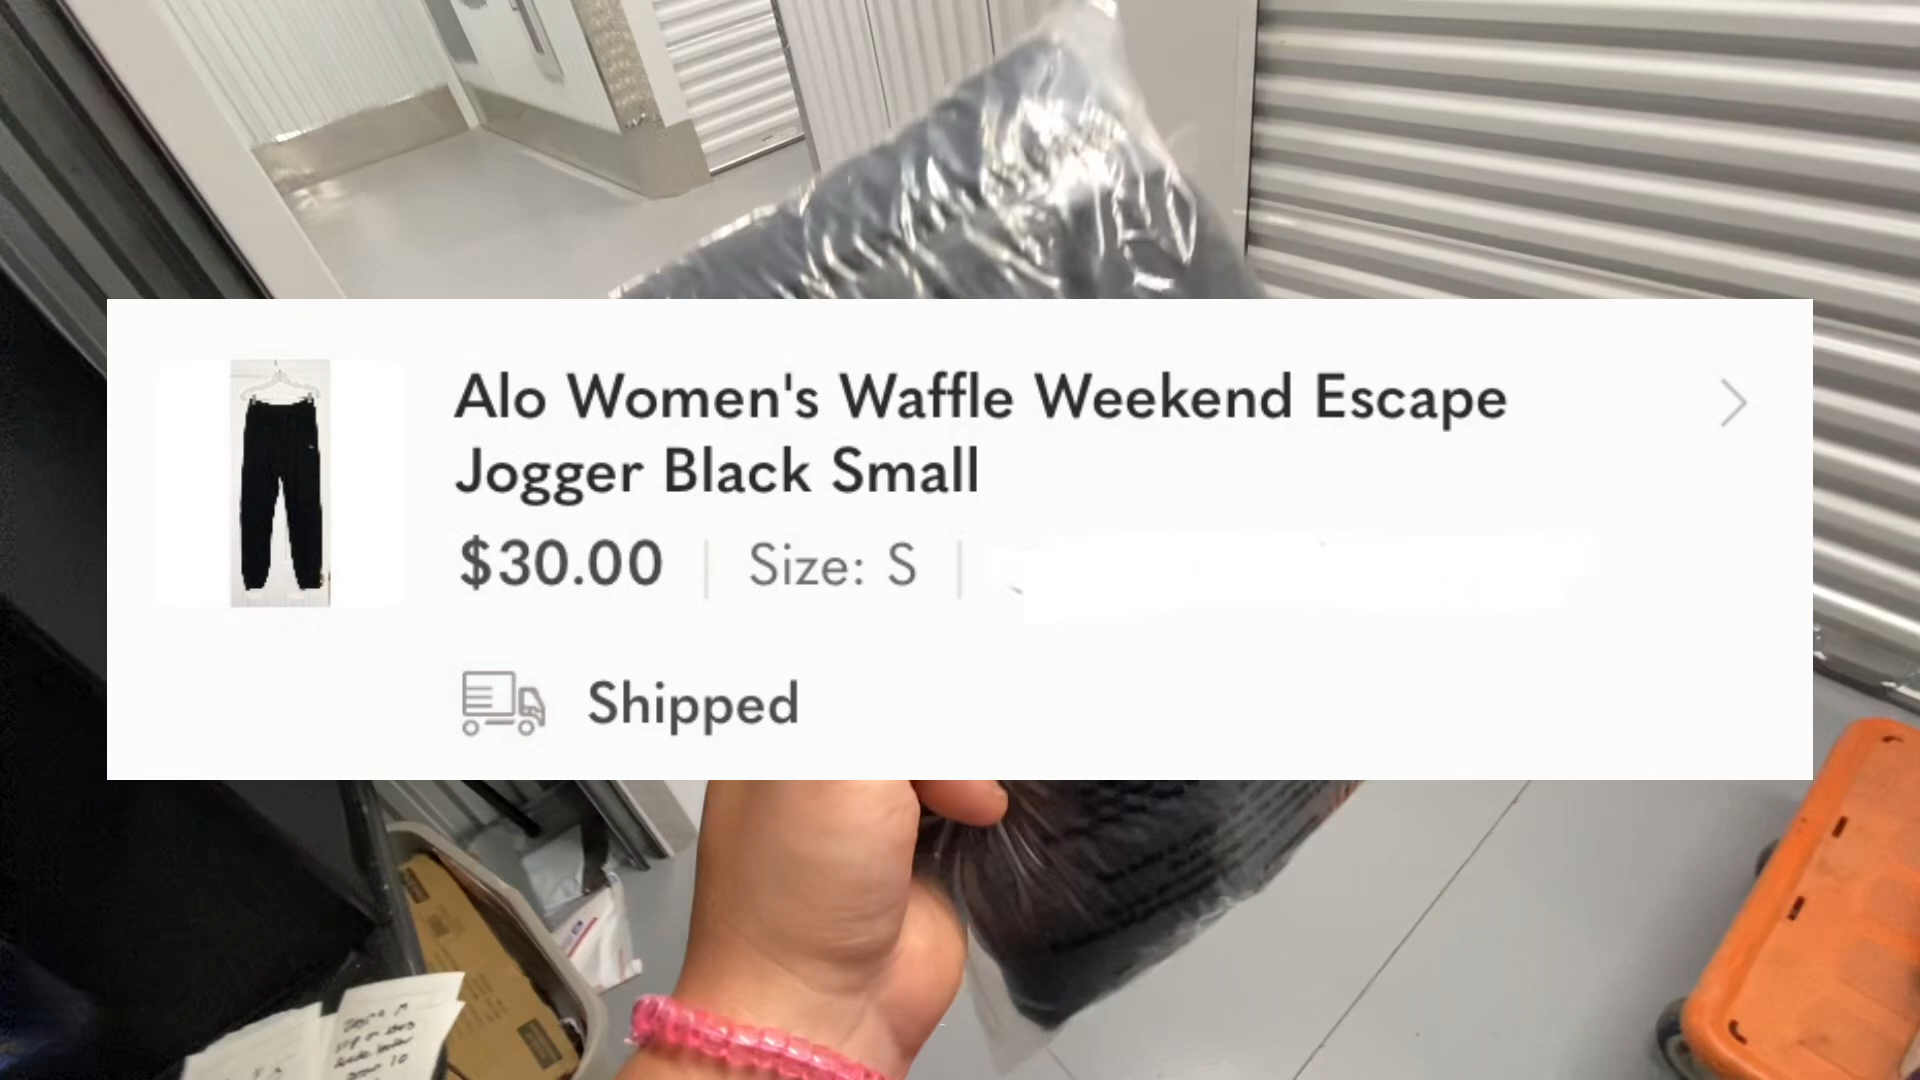 Alo Women's Waffle Weekend Escape
Jogger Black Small
$30.00 | Size: S |
Shipped